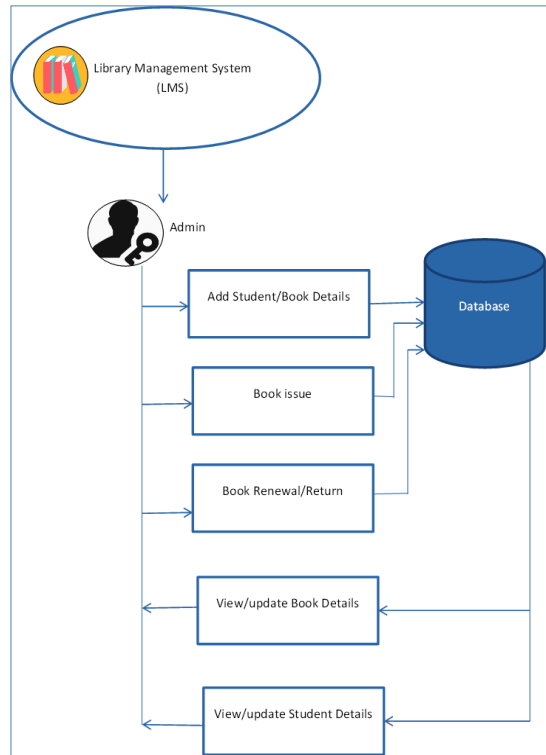 Library Management System
(LMS)
Admin
Add Student/Book Details
Database
Book issue
Book Renewal/Return
View/update Book Details
View/update Student Details